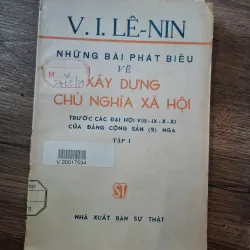 V. I. LÊ-NIN
NHỮNG BÀI PHÁT BIỂU
VỀ
XÂY DỰNG
CHỦ NGHĨA XÃ HỘI
TRƯỚC CÁC ĐẠI HỘI VIII-IX-X-XI
CỦA ĐẢNG CỘNG SẢN (B) NGA
TẬP I
V.00017554
ST
NHÀ XUẤT BẢN SỰ THẬT